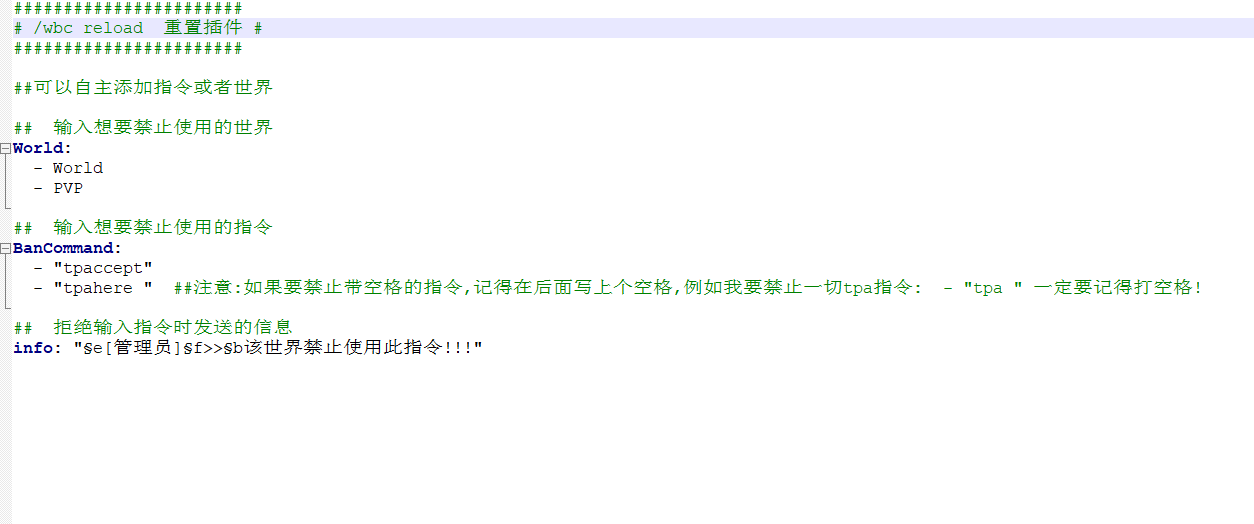 #######################
# /wbc reload  重置插件 #
#######################
##可以自主添加指令或者世界
##  输入想要禁止使用的世界
World:
  - World
  - PVP
##  输入想要禁止使用的指令
BanCommand:
  - "tpaccept"
  - "tpahere "  ##注意:如果要禁止带空格的指令,记得在后面写上个空格,例如我要禁止一切tpa指令:  - "tpa " 一定要记得打空格!
##  拒绝输入指令时发送的信息
info: "§e[管理员]§f>>§b该世界禁止使用此指令!!!"